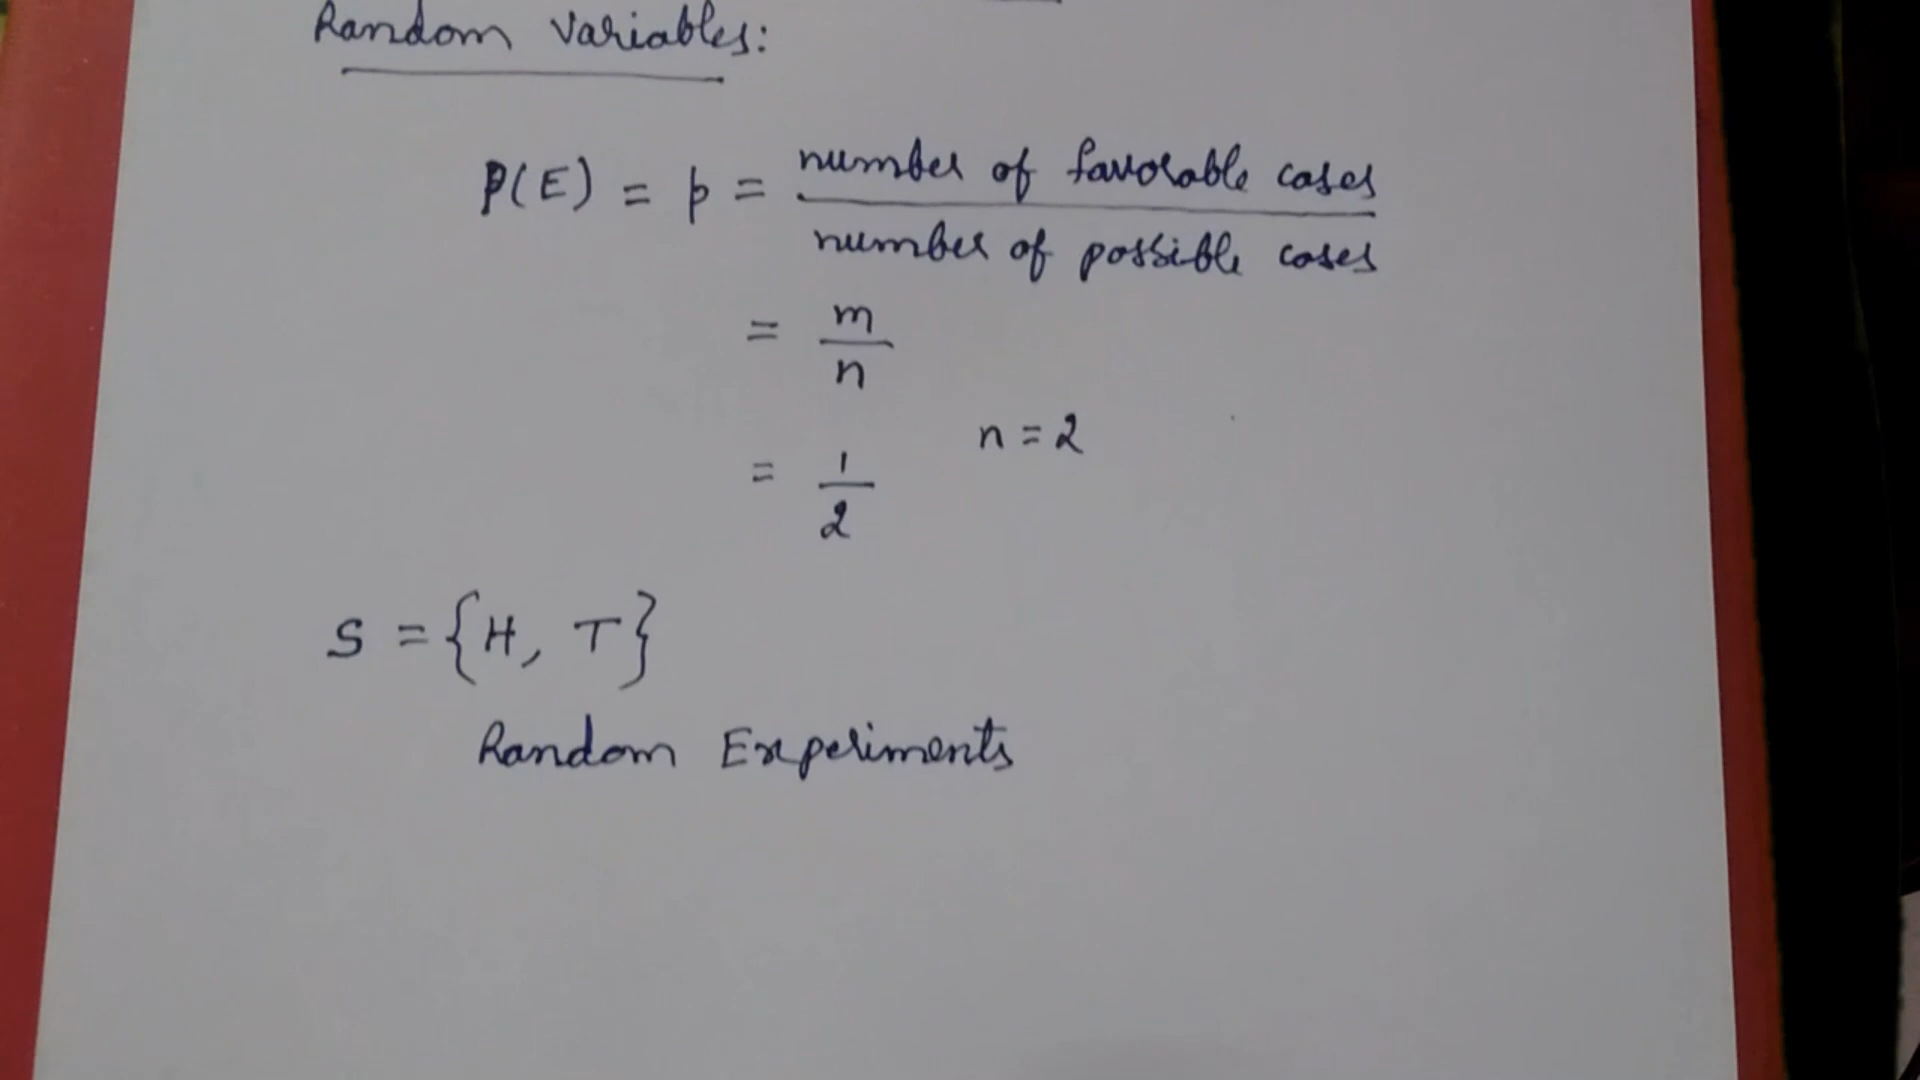 Random Variables:
P(E) = p = number of favorable cases / number of possible cases
= m / n
n = 2
= 1 / 2
S = {H, T}
Random Experiments